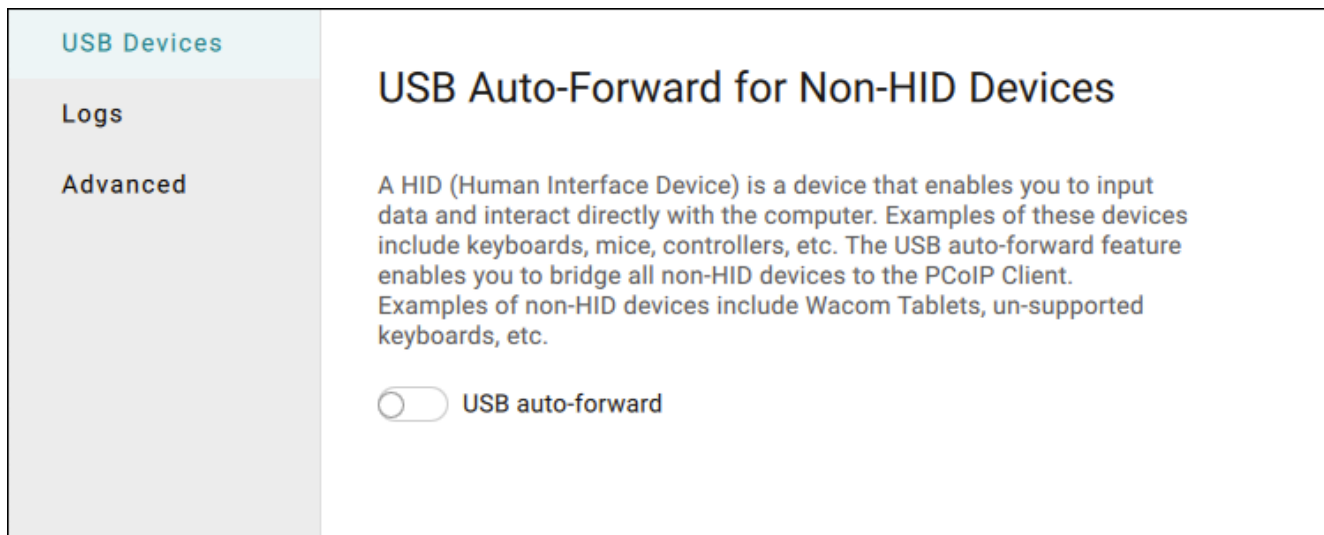 USB Devices
Logs
Advanced
USB Auto-Forward for Non-HID Devices
A HID (Human Interface Device) is a device that enables you to input
data and interact directly with the computer. Examples of these devices
include keyboards, mice, controllers, etc. The USB auto-forward feature
enables you to bridge all non-HID devices to the PCoIP Client.
Examples of non-HID devices include Wacom Tablets, un-supported
keyboards, etc.
USB auto-forward